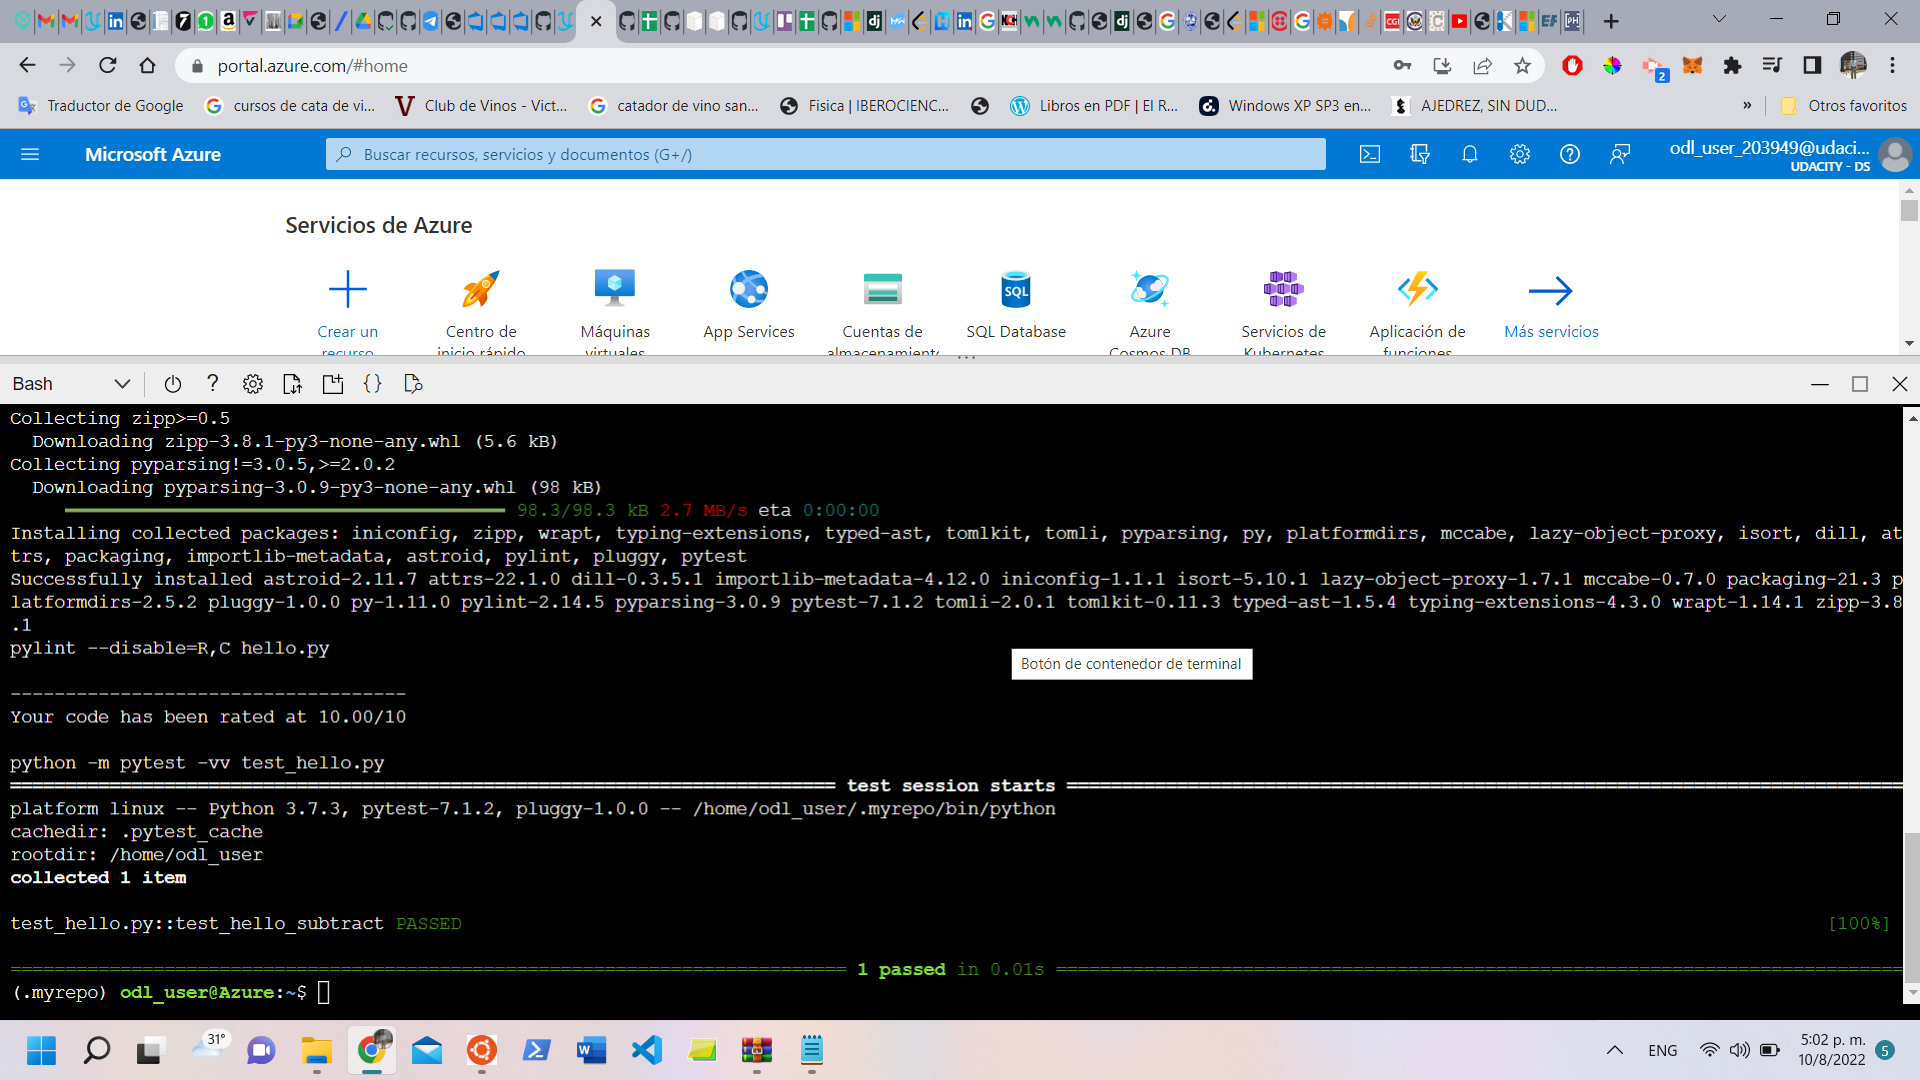 portal.azure.com/#home
2
Traductor de Google
cursos de cata de vi...
Club de Vinos - Vict...
catador de vino san...
Fisica | IBEROCIENC...
Libros en PDF | El R...
Windows XP SP3 en...
AJEDREZ, SIN DUD...
»
Otros favoritos
Microsoft Azure
Buscar recursos, servicios y documentos (G+/)
odl_user_203949@udaci...
UDACITY - DS
Servicios de Azure
SQL
Crear un recurso
Centro de inicio rápido
Máquinas virtuales
App Services
Cuentas de almacenamiento
SQL Database
Azure Cosmos DB
Servicios de Kubernetes
Aplicación de funciones
Más servicios
Bash
Collecting zipp>=0.5
Downloading zipp-3.8.1-py3-none-any.whl (5.6 kB)
Collecting pyparsing!=3.0.5,>=2.0.2
Downloading pyparsing-3.0.9-py3-none-any.whl (98 kB)
98.3/98.3 kB 2.7 MB/s eta 0:00:00
Installing collected packages: iniconfig, zipp, wrapt, typing-extensions, typed-ast, tomlkit, tomli, pyparsing, py, platformdirs, mccabe, lazy-object-proxy, isort, dill, at
trs, packaging, importlib-metadata, astroid, pylint, pluggy, pytest
Successfully installed astroid-2.11.7 attrs-22.1.0 dill-0.3.5.1 importlib-metadata-4.12.0 iniconfig-1.1.1 isort-5.10.1 lazy-object-proxy-1.7.1 mccabe-0.7.0 packaging-21.3 p
latformdirs-2.5.2 pluggy-1.0.0 py-1.11.0 pylint-2.14.5 pyparsing-3.0.9 pytest-7.1.2 tomli-2.0.1 tomlkit-0.11.3 typed-ast-1.5.4 typing-extensions-4.3.0 wrapt-1.14.1 zipp-3.8
.1
pylint --disable=R,C hello.py
Botón de contenedor de terminal
------------------------------------
Your code has been rated at 10.00/10
python -m pytest -vv test_hello.py
=========================================================================== test session starts ============================================================================
platform linux -- Python 3.7.3, pytest-7.1.2, pluggy-1.0.0 -- /home/odl_user/.myrepo/bin/python
cachedir: .pytest_cache
rootdir: /home/odl_user
collected 1 item
test_hello.py::test_hello_subtract PASSED [100%]
============================================================================ 1 passed in 0.01s =============================================================================
(.myrepo) odl_user@Azure:~$
31°
ENG
5:02 p. m.
10/8/2022
5